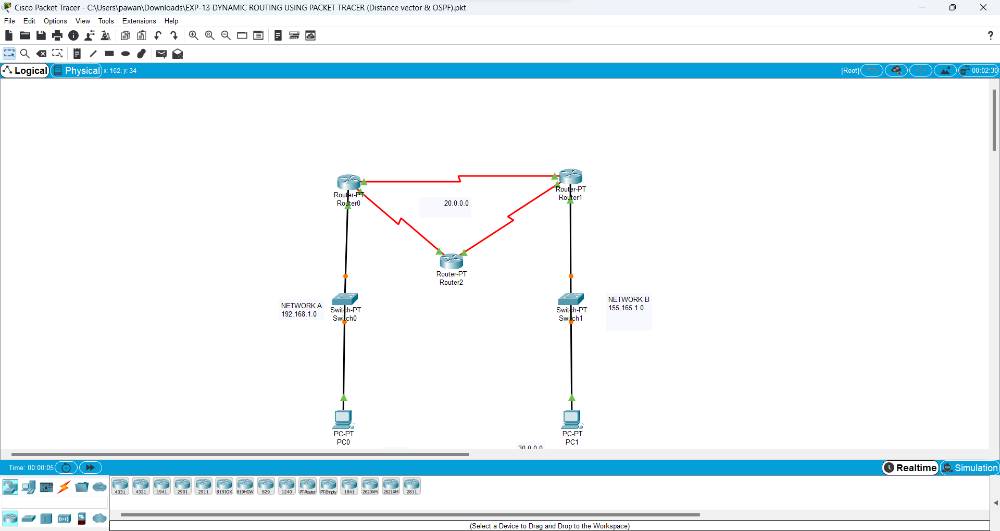 Cisco Packet Tracer - C:\Users\pawan\Downloads\EXP-13 DYNAMIC ROUTING USING PACKET TRACER (Distance vector & OSPF).pkt
File Edit Options View Tools Extensions Help
?
Logical Physical x: 162, y: 34 [Root] 00:02:30
Router-PT
Router0
Router-PT
Router1
20.0.0.0
Router-PT
Router2
NETWORK A
192.168.1.0
Switch-PT
Switch0
Switch-PT
Switch1
NETWORK B
155.165.1.0
PC-PT
PC0
PC-PT
PC1
30.0.0.0
Time: 00:00:05 Realtime Simulation
4331 4321 1941 2901 2911 819IOX 819HGW 829 1240 PT-Router PT-Empty 1841 2620XM 2621XM 2811
(Select a Device to Drag and Drop to the Workspace)